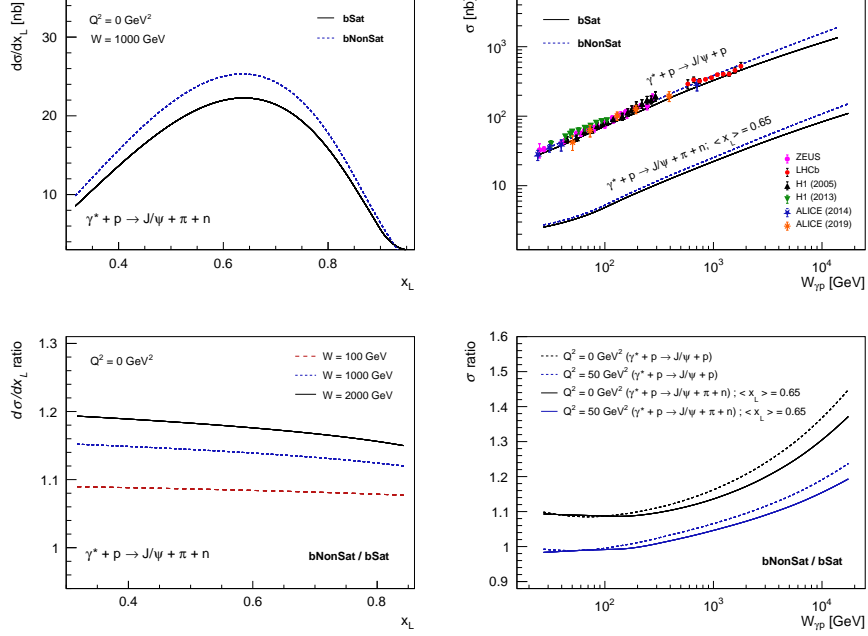 dσ/dx_L [nb]
Q² = 0 GeV²
W = 1000 GeV
bSat
bNonSat
30
20
10
γ* + p → J/ψ + π + n
0.4
0.6
0.8
x_L
σ [nb]
bSat
bNonSat
10³
10²
10
γ* + p → J/ψ + p
γ* + p → J/ψ + π + n; < x_L > = 0.65
ZEUS
LHCb
H1 (2005)
H1 (2013)
ALICE (2014)
ALICE (2019)
10²
10³
10⁴
W_γp [GeV]
dσ/dx_L ratio
Q² = 0 GeV²
W = 100 GeV
W = 1000 GeV
W = 2000 GeV
1.3
1.2
1.1
1
γ* + p → J/ψ + π + n
bNonSat / bSat
0.4
0.6
0.8
x_L
σ ratio
1.6
1.5
1.4
1.3
1.2
1.1
1
0.9
Q² = 0 GeV² (γ* + p → J/ψ + p)
Q² = 50 GeV² (γ* + p → J/ψ + p)
Q² = 0 GeV² (γ* + p → J/ψ + π + n) ; < x_L > = 0.65
Q² = 50 GeV² (γ* + p → J/ψ + π + n) ; < x_L > = 0.65
bNonSat / bSat
10²
10³
10⁴
W_γp [GeV]